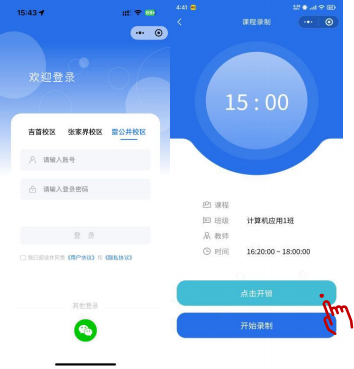 15:43
欢迎登录
吉首校区 张家界校区 雷公井校区
请输入账号
请输入登录密码
登 录
我已阅读并同意《用户协议》和《隐私协议》
其他登录
4:41
课程录制
15:00
课程
班级 计算机应用1班
教师
时间 16:20:00~18:00:00
点击开锁
开始录制